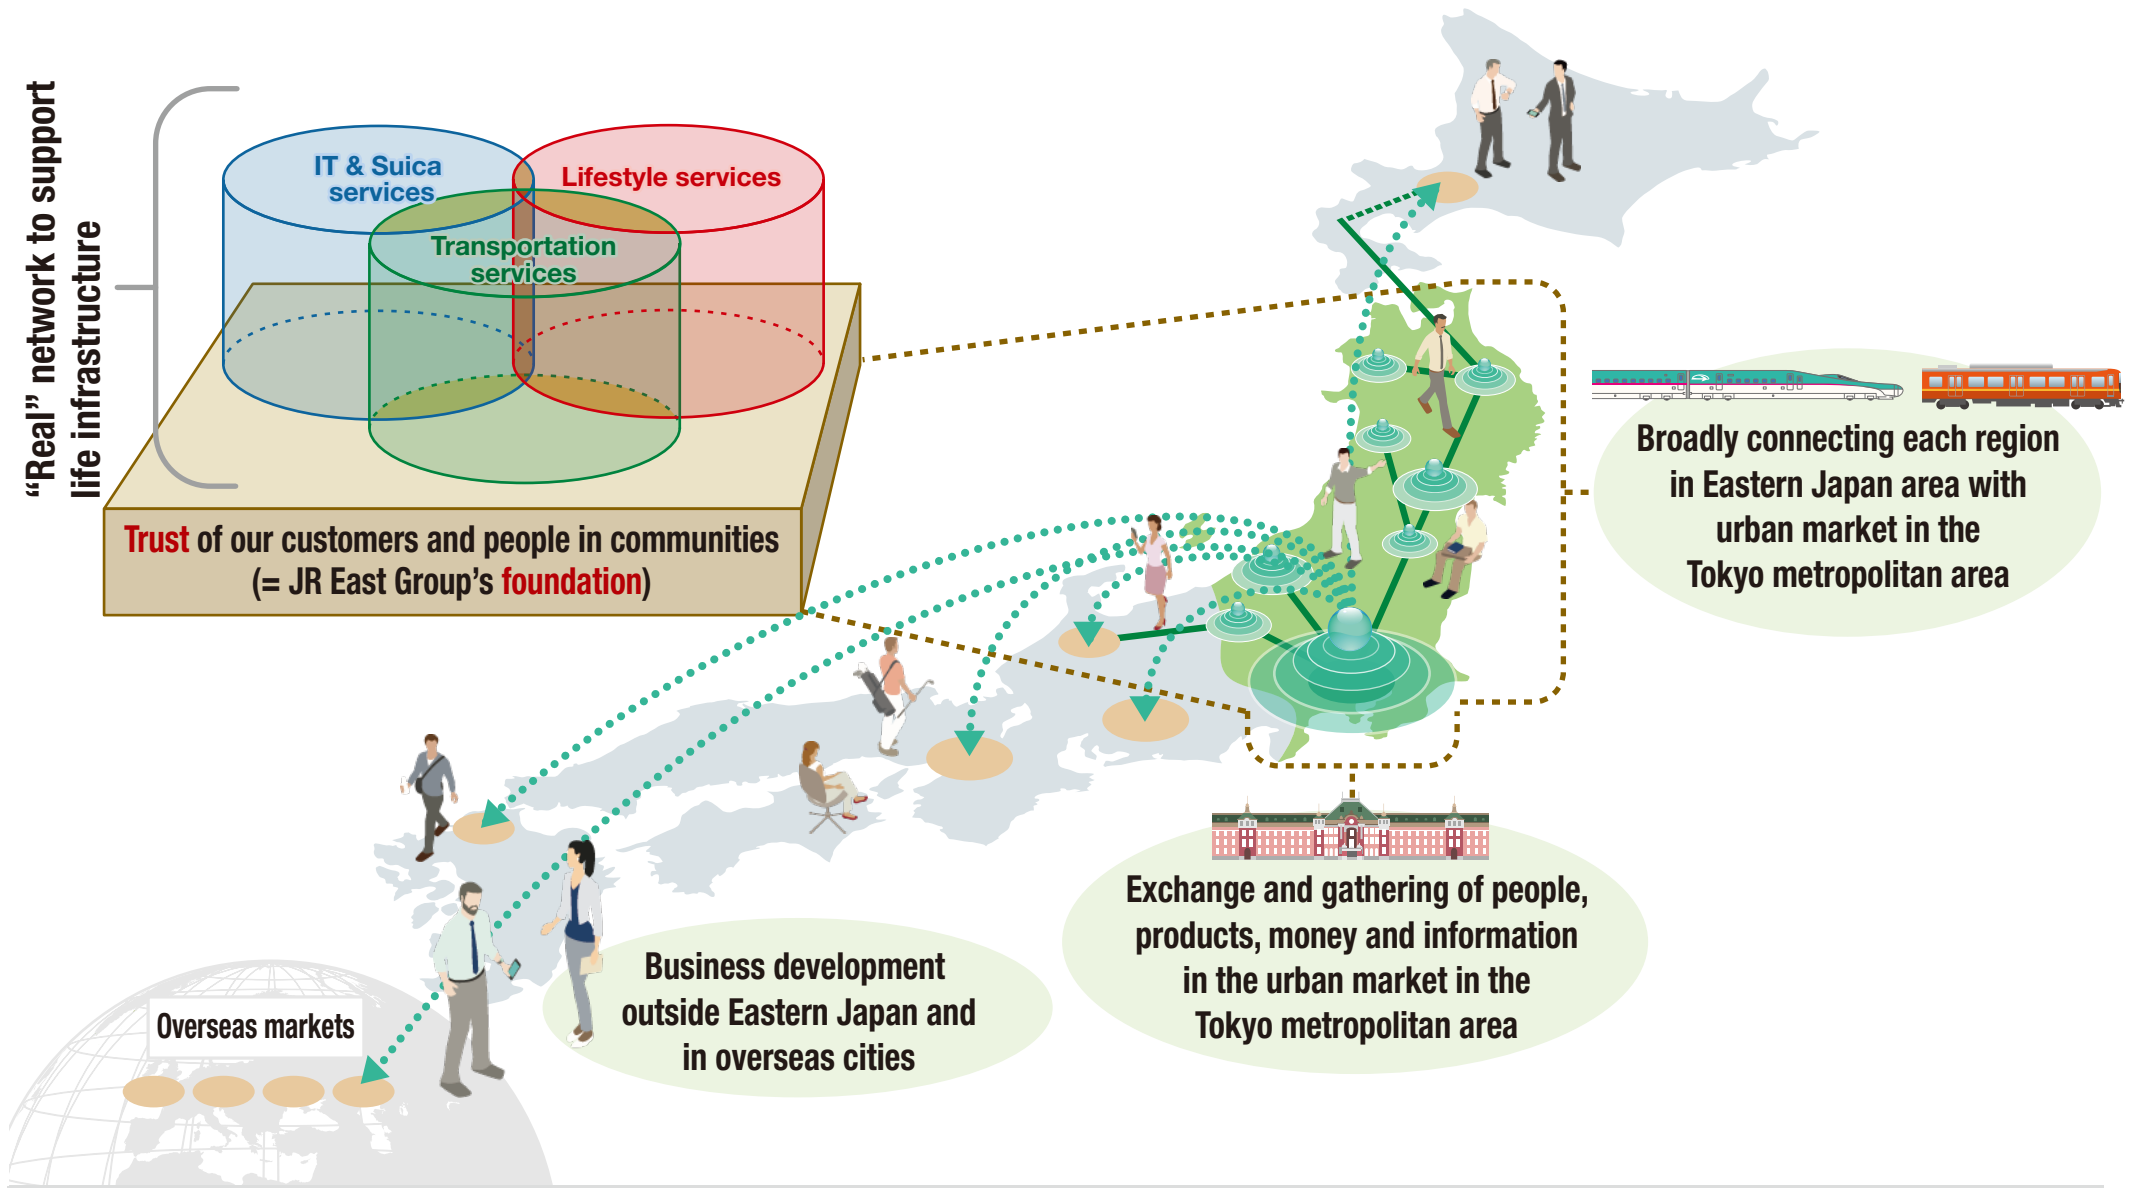 “Real” network to support
life infrastructure
IT & Suica
services
Lifestyle services
Transportation
services
Trust of our customers and people in communities
(= JR East Group’s foundation)
Broadly connecting each region
in Eastern Japan area with
urban market in the
Tokyo metropolitan area
Exchange and gathering of people,
products, money and information
in the urban market in the
Tokyo metropolitan area
Business development
outside Eastern Japan and
in overseas cities
Overseas markets